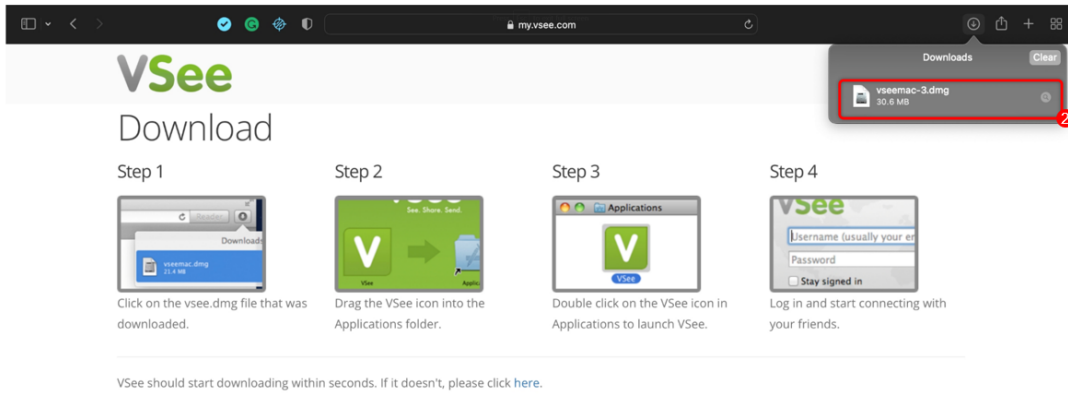 my.vsee.com
Downloads
Clear
vseemac-3.dmg
30.6 MB
2
VSee
Download
Step 1
Reader
Downloads
vseemac.dmg
21.4 MB
Click on the vsee.dmg file that was
downloaded.
Step 2
See. Share. Send.
V
VSee
Drag the VSee icon into the
Applications folder.
Step 3
Applications
V
VSee
Double click on the VSee icon in
Applications to launch VSee.
Step 4
VSee
Username (usually your
Password
Stay signed in
Log in and start connecting with
your friends.
VSee should start downloading within seconds. If it doesn't, please click here.